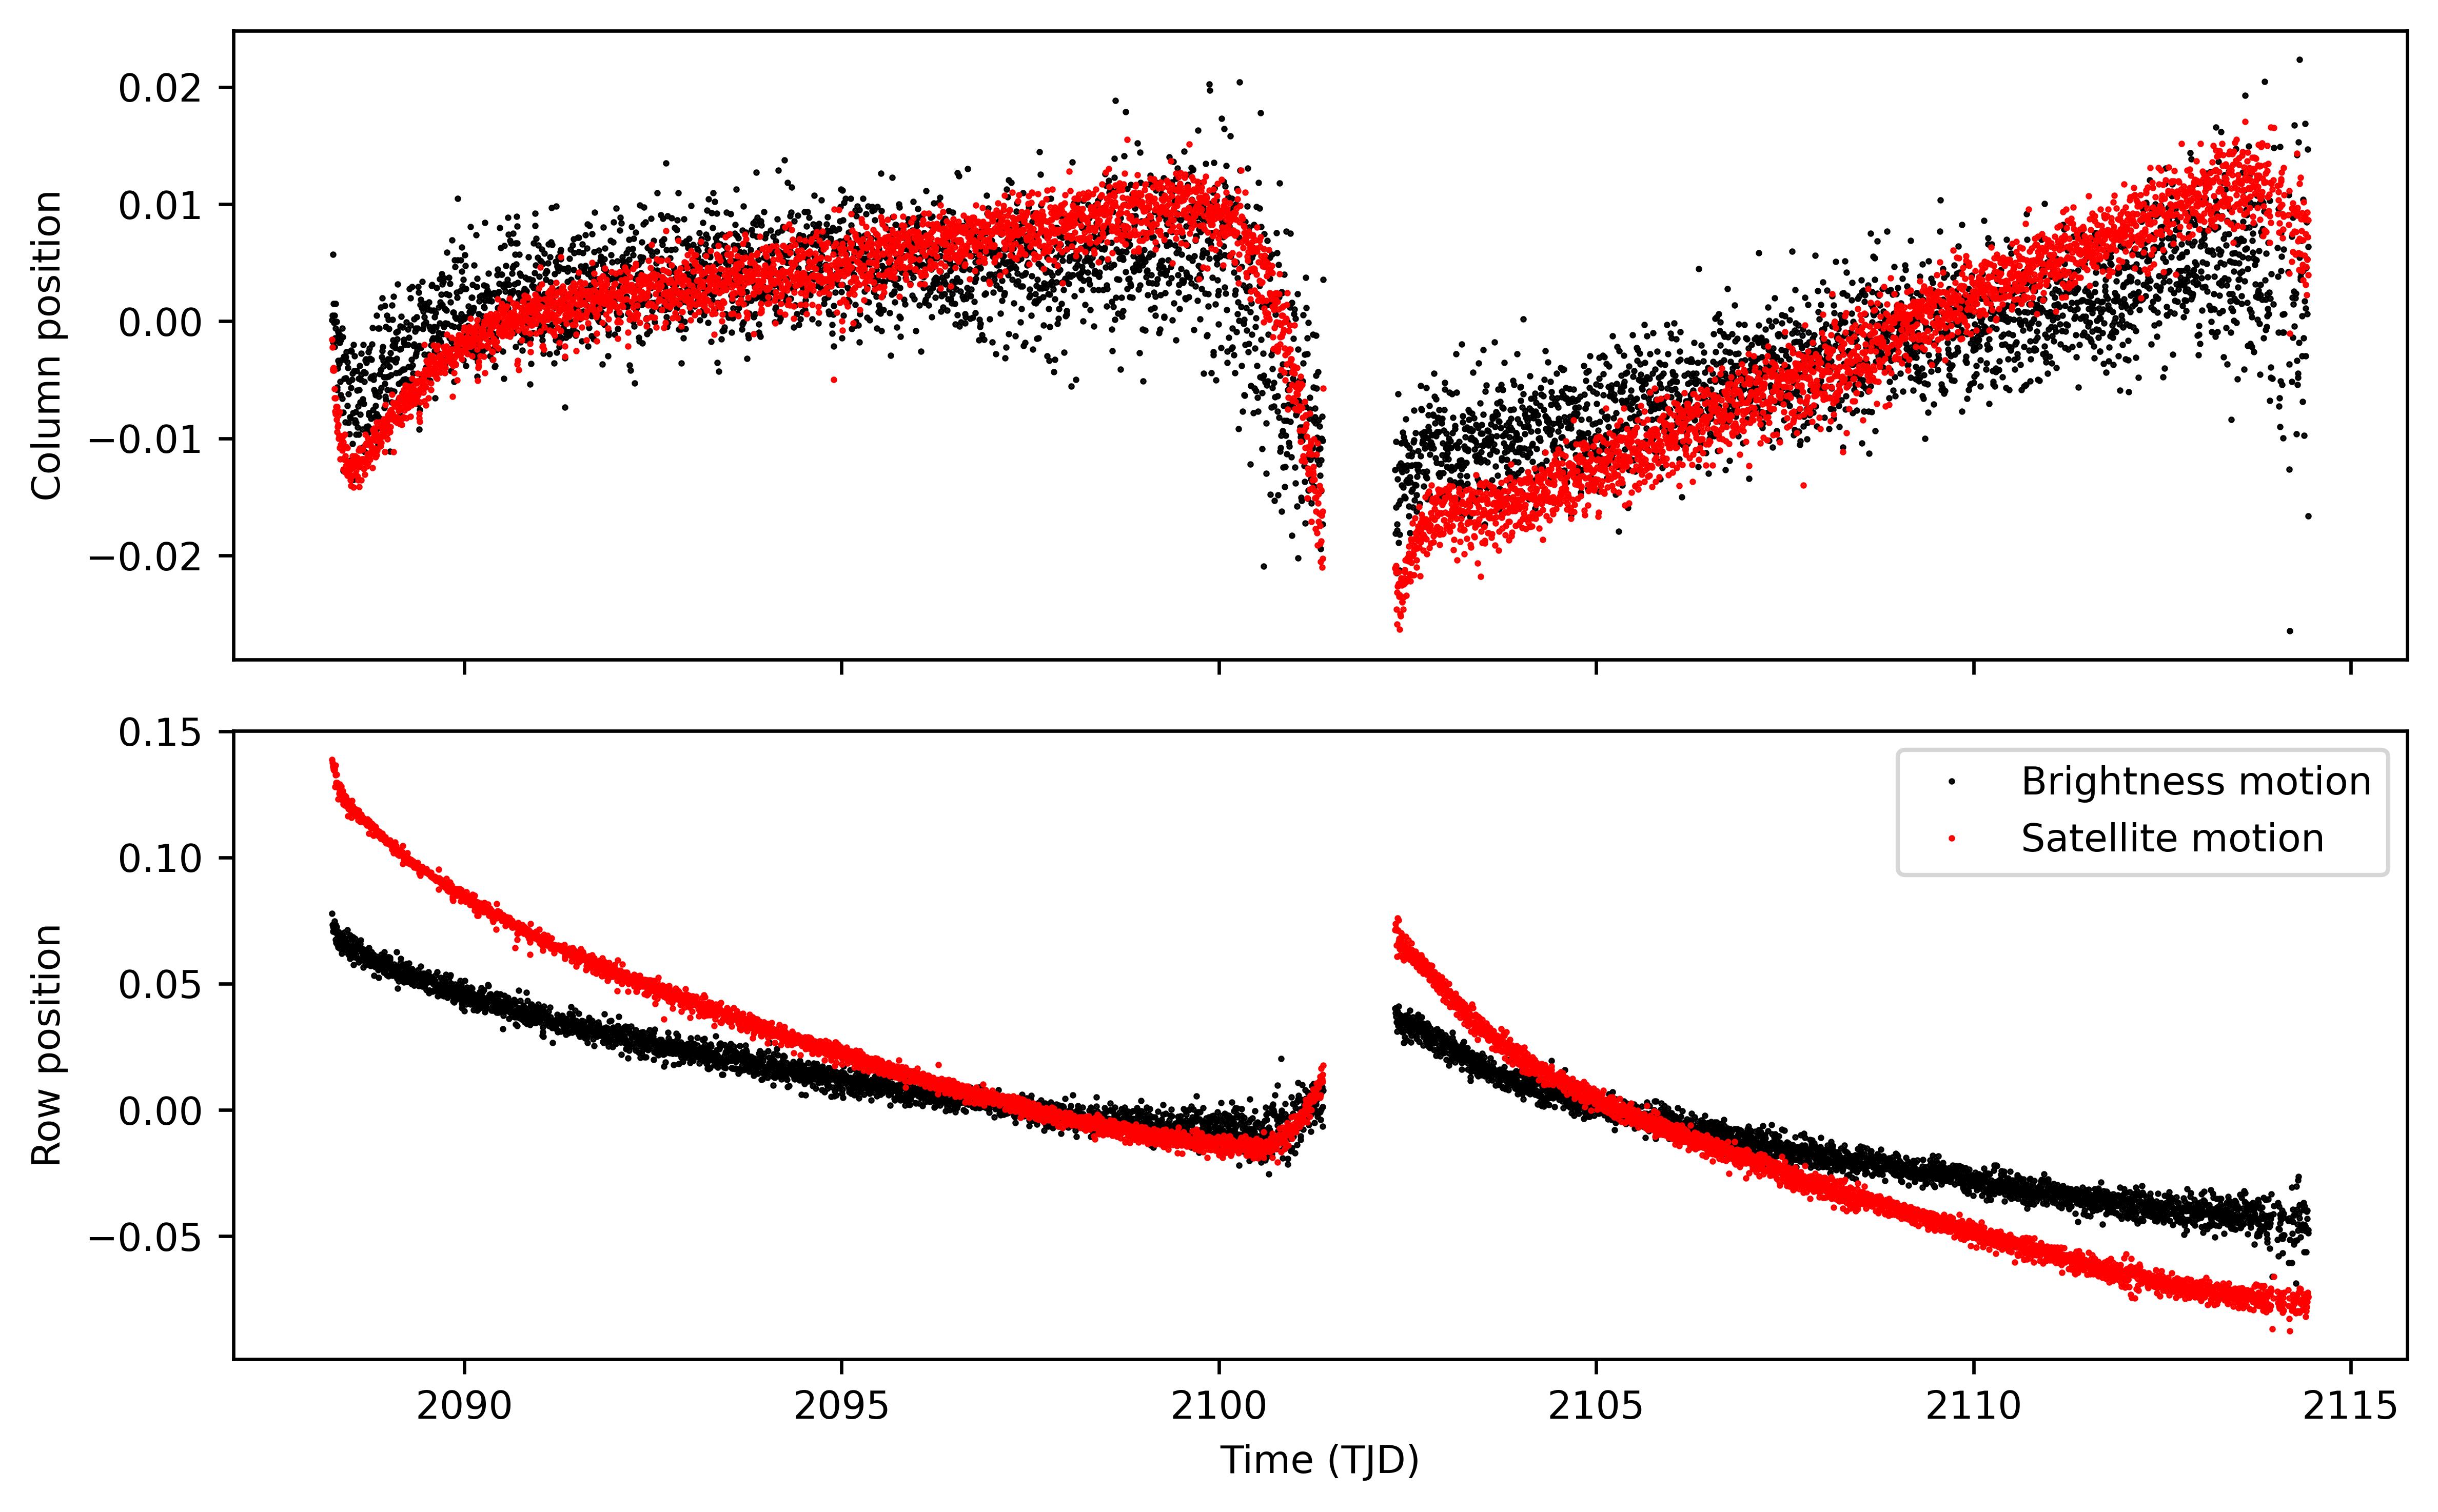 0.02
0.01
0.00
−0.01
−0.02
Column position
0.15
0.10
0.05
0.00
−0.05
Row position
Brightness motion
Satellite motion
2090 2095 2100 2105 2110 2115
Time (TJD)